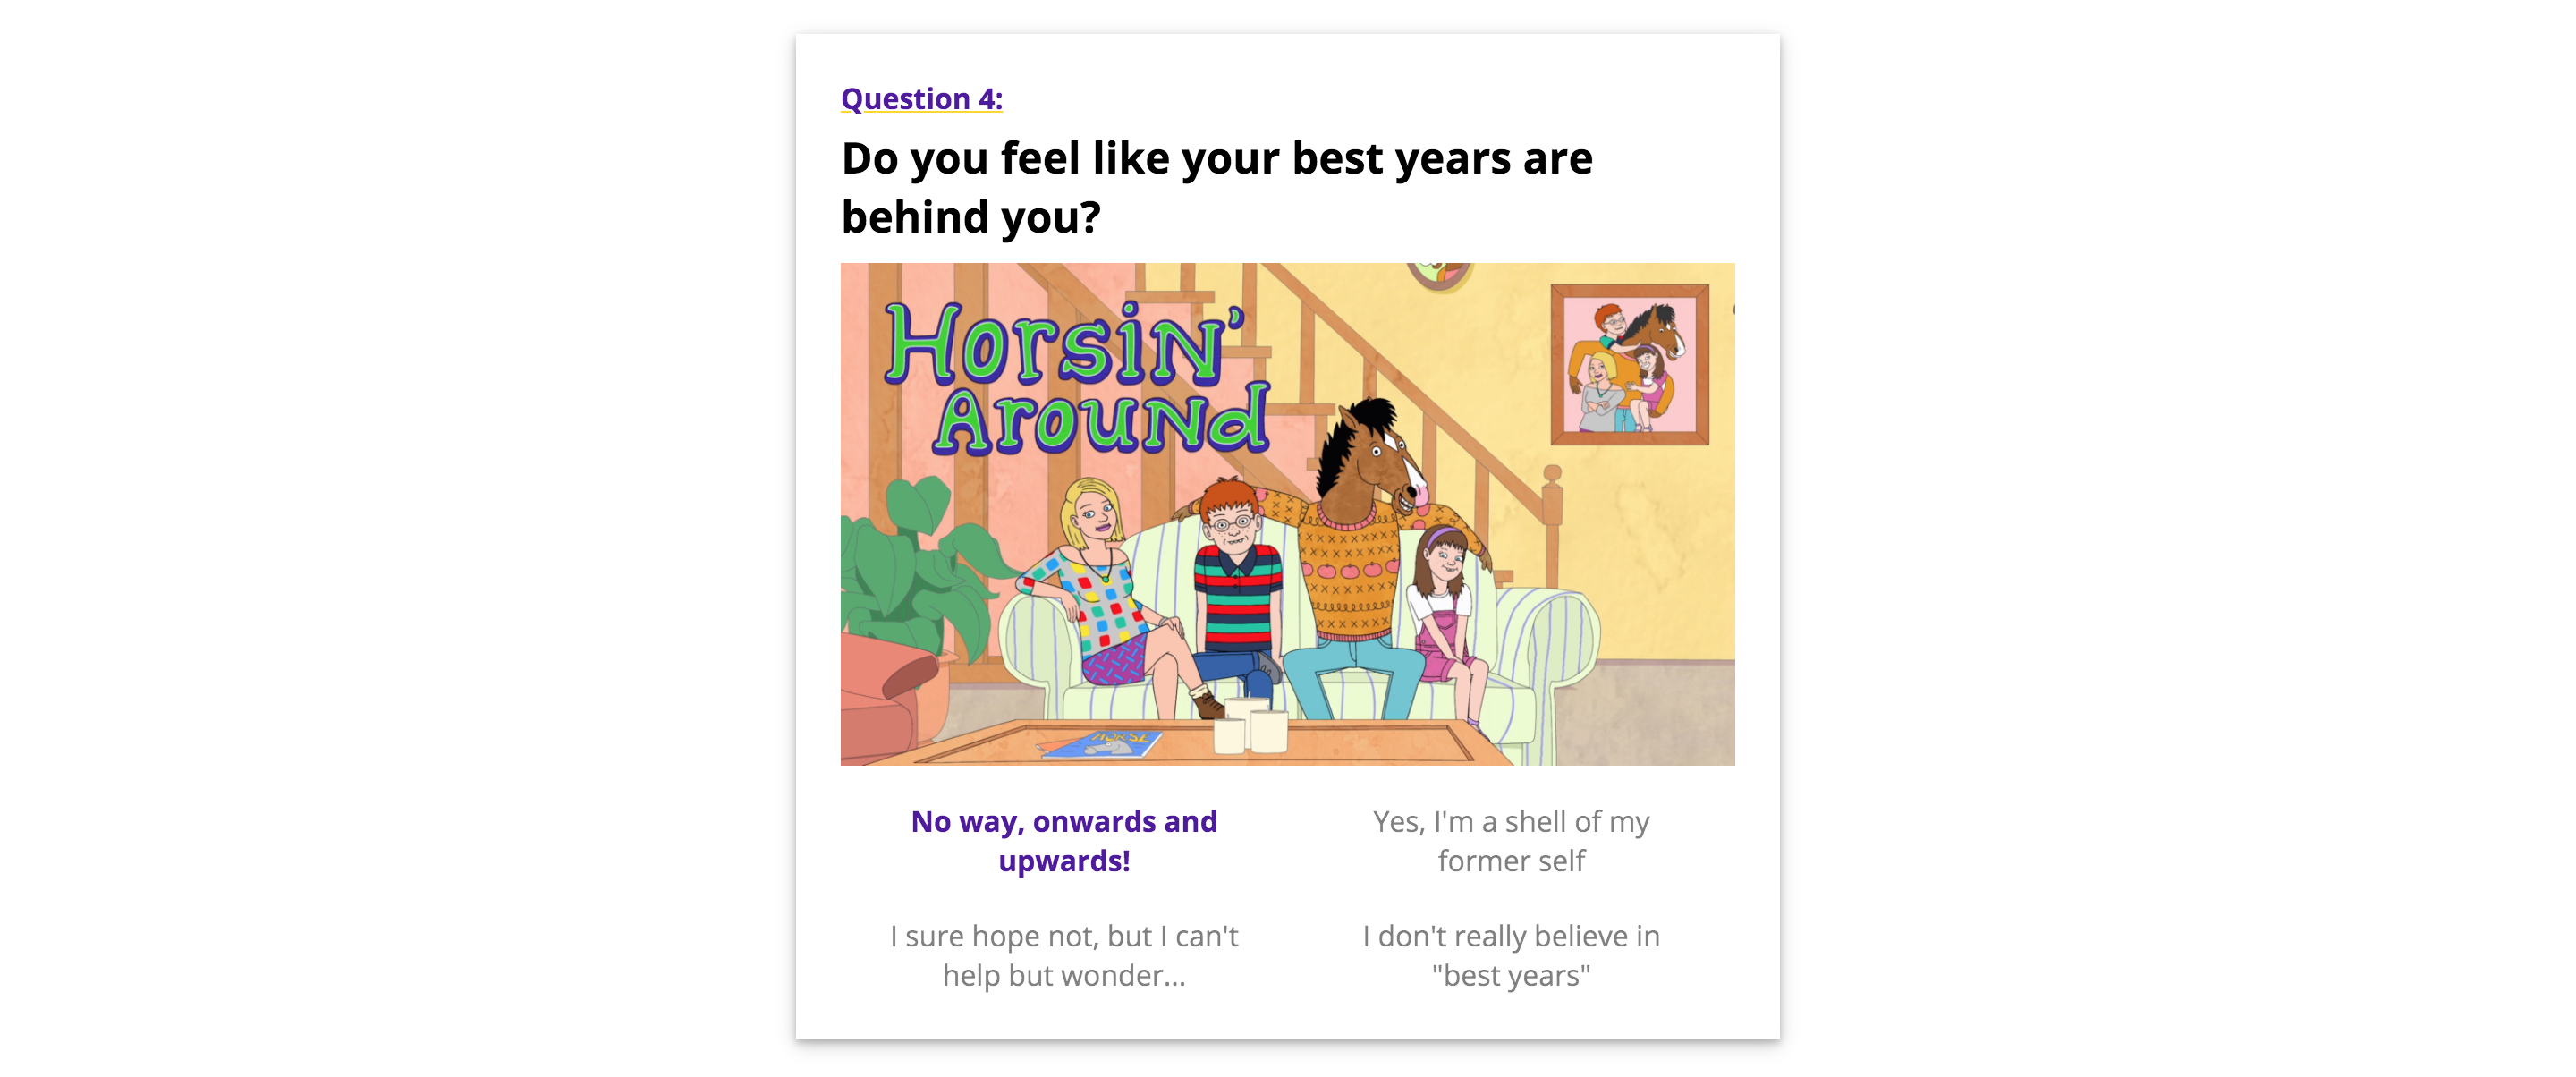 Question 4:
Do you feel like your best years are
behind you?
Horsin'
Around
HORSE
No way, onwards and
upwards!
Yes, I'm a shell of my
former self
I sure hope not, but I can't
help but wonder...
I don't really believe in
"best years"